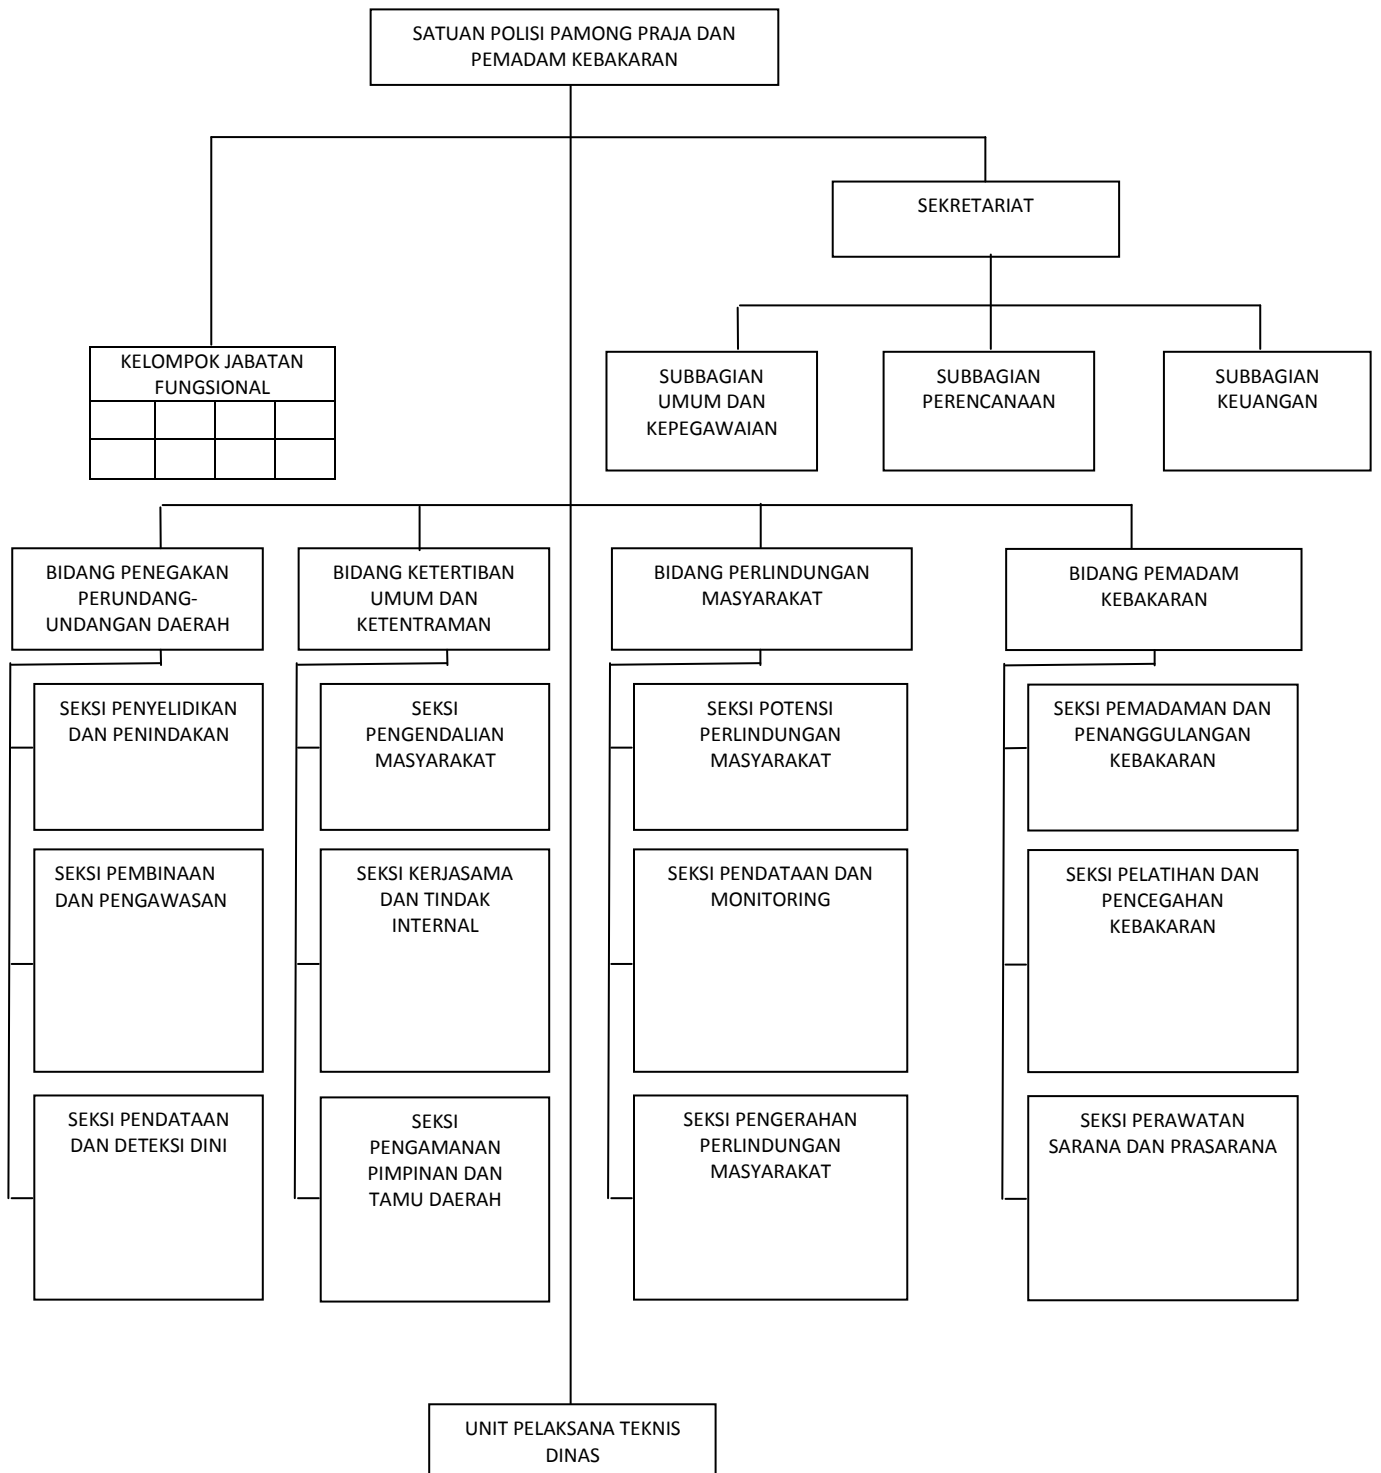 SATUAN POLISI PAMONG PRAJA DAN
PEMADAM KEBAKARAN
SEKRETARIAT
KELOMPOK JABATAN
FUNGSIONAL
SUBBAGIAN
UMUM DAN
KEPEGAWAIAN
SUBBAGIAN
PERENCANAAN
SUBBAGIAN
KEUANGAN
BIDANG PENEGAKAN
PERUNDANG-
UNDANGAN DAERAH
BIDANG KETERTIBAN
UMUM DAN
KETENTRAMAN
BIDANG PERLINDUNGAN
MASYARAKAT
BIDANG PEMADAM
KEBAKARAN
SEKSI PENYELIDIKAN
DAN PENINDAKAN
SEKSI
PENGENDALIAN
MASYARAKAT
SEKSI POTENSI
PERLINDUNGAN
MASYARAKAT
SEKSI PEMADAMAN DAN
PENANGGULANGAN
KEBAKARAN
SEKSI PEMBINAAN
DAN PENGAWASAN
SEKSI KERJASAMA
DAN TINDAK
INTERNAL
SEKSI PENDATAAN DAN
MONITORING
SEKSI PELATIHAN DAN
PENCEGAHAN
KEBAKARAN
SEKSI PENDATAAN
DAN DETEKSI DINI
SEKSI
PENGAMANAN
PIMPINAN DAN
TAMU DAERAH
SEKSI PENGERAHAN
PERLINDUNGAN
MASYARAKAT
SEKSI PERAWATAN
SARANA DAN PRASARANA
UNIT PELAKSANA TEKNIS
DINAS